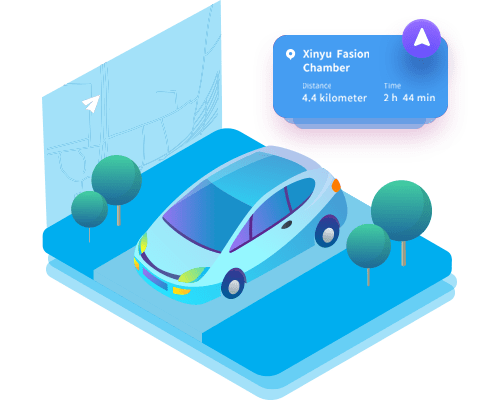 Xinyu Fasion
Chamber
Distance
Time
4.4 kilometer
2 h 44 min